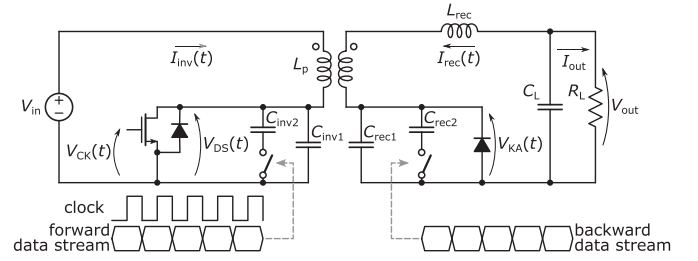 L_rec
I_inv(t)
L_p
I_rec(t)
I_out
V_in
+
−
C_inv2
C_inv1
C_rec1
C_rec2
C_L
R_L
V_out
V_CK(t)
V_DS(t)
V_KA(t)
clock
forward
data stream
backward
data stream